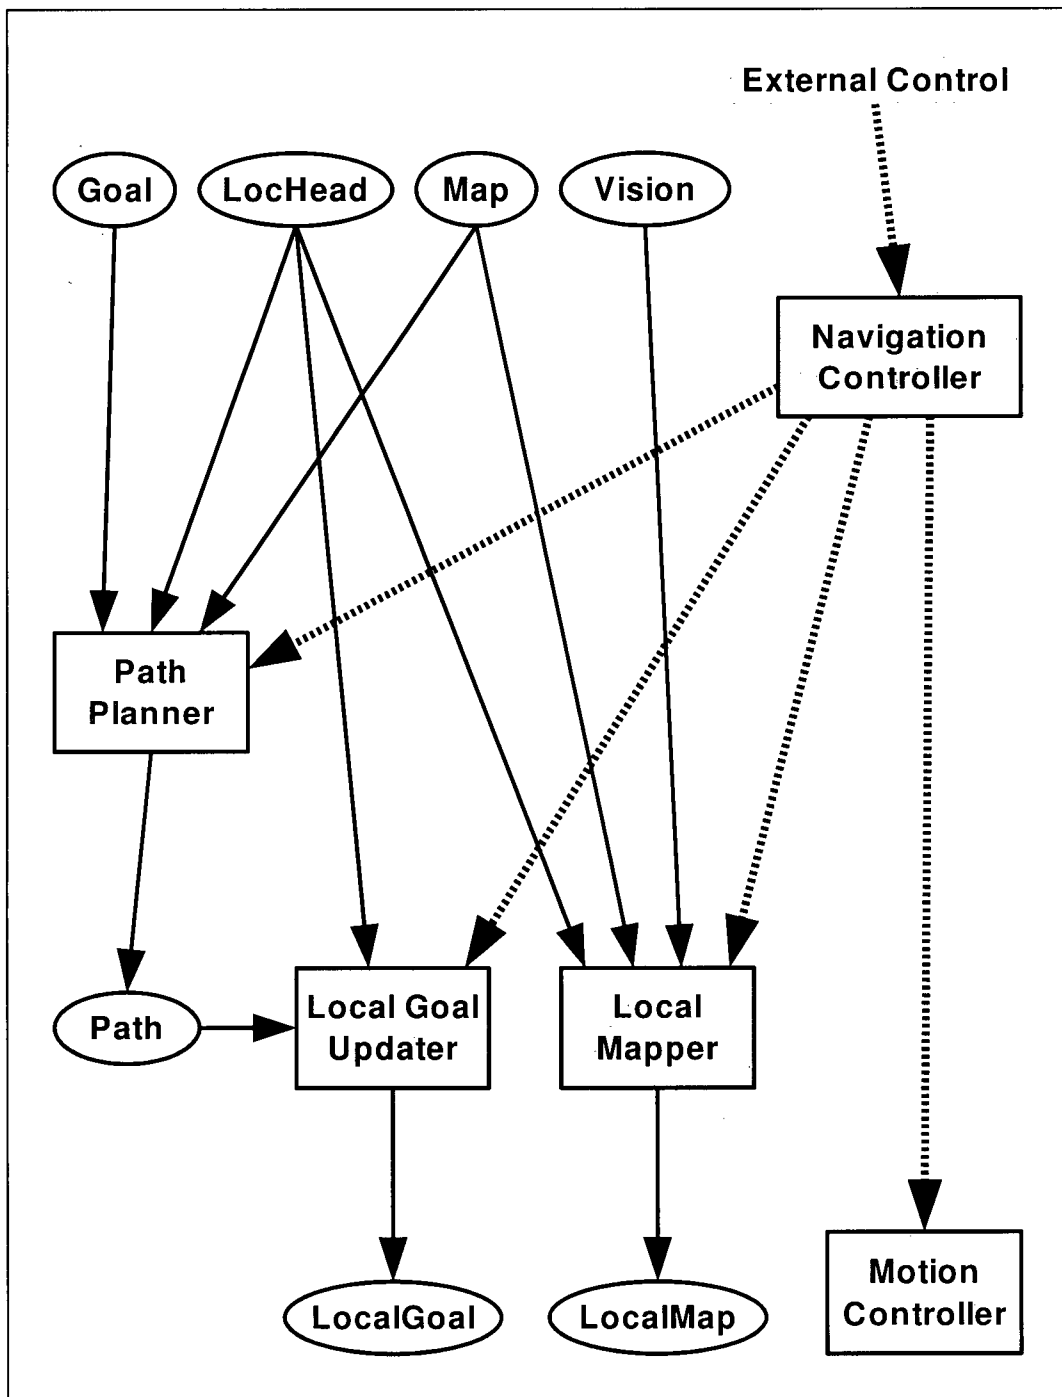 External Control
Goal
LocHead
Map
Vision
Navigation
Controller
Path
Planner
Path
Local Goal
Updater
Local
Mapper
LocalGoal
LocalMap
Motion
Controller